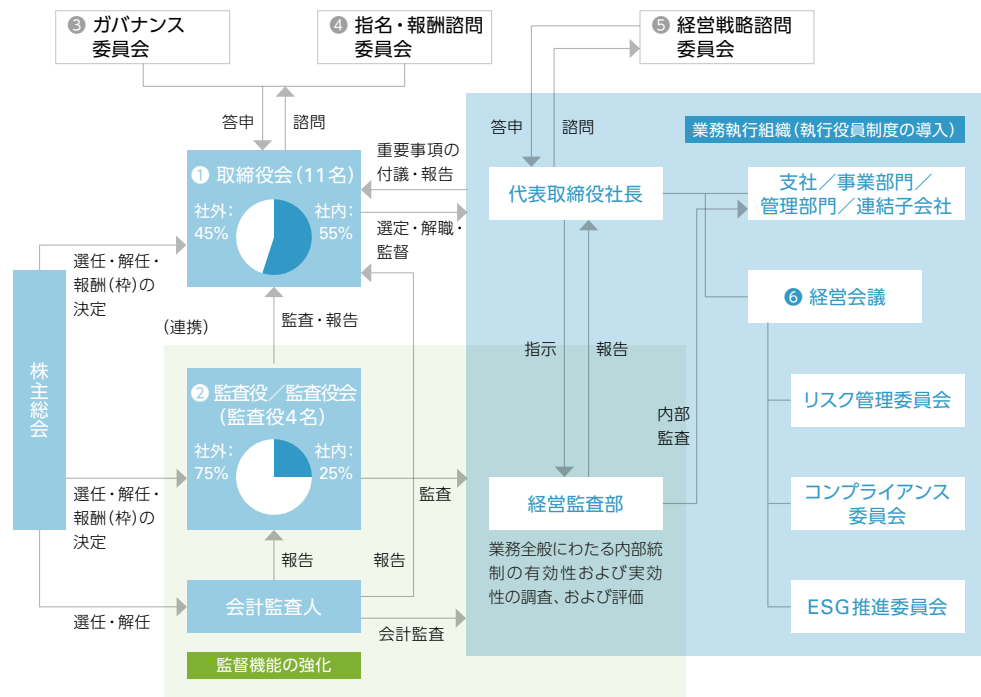 ❸ ガバナンス
委員会
❹ 指名・報酬諮問
委員会
❺ 経営戦略諮問
委員会
答申
諮問
答申
諮問
業務執行組織(執行役員制度の導入)
❶ 取締役会(11名)
社外:
45%
社内:
55%
重要事項の
付議・報告
選定・解職・
監督
代表取締役社長
支社/事業部門/
管理部門/連結子会社
❻ 経営会議
選任・解任・
報酬(枠)の
決定
(連携)
監査・報告
指示
報告
株主総会
❷ 監査役/監査役会
(監査役4名)
社外:
75%
社内:
25%
内部
監査
リスク管理委員会
選任・解任・
報酬(枠)の
決定
監査
経営監査部
コンプライアンス
委員会
業務全般にわたる内部統
制の有効性および実効
性の調査、および評価
報告
報告
会計監査人
選任・解任
会計監査
ESG推進委員会
監督機能の強化